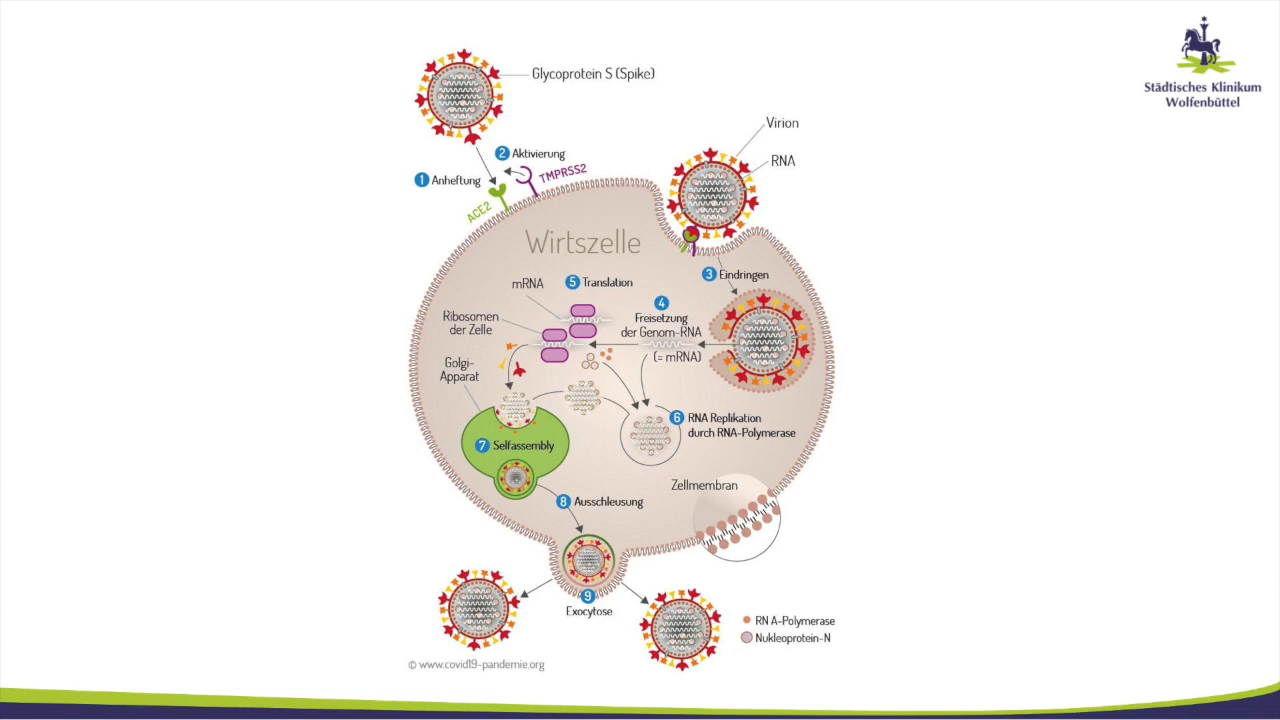 Städtisches Klinikum
Wolfenbüttel
Glycoprotein S (Spike)
Virion
RNA
2 Aktivierung
TMPRSS2
1 Anheftung
ACE2
Wirtszelle
3 Eindringen
mRNA
5 Translation
4
Freisetzung
der Genom-RNA
(= mRNA)
Ribosomen
der Zelle
Golgi-
Apparat
6 RNA Replikation
durch RNA-Polymerase
7 Selfassembly
Zellmembran
8 Ausschleusung
9
Exocytose
RN A-Polymerase
Nukleoprotein-N
© www.covid19-pandemie.org